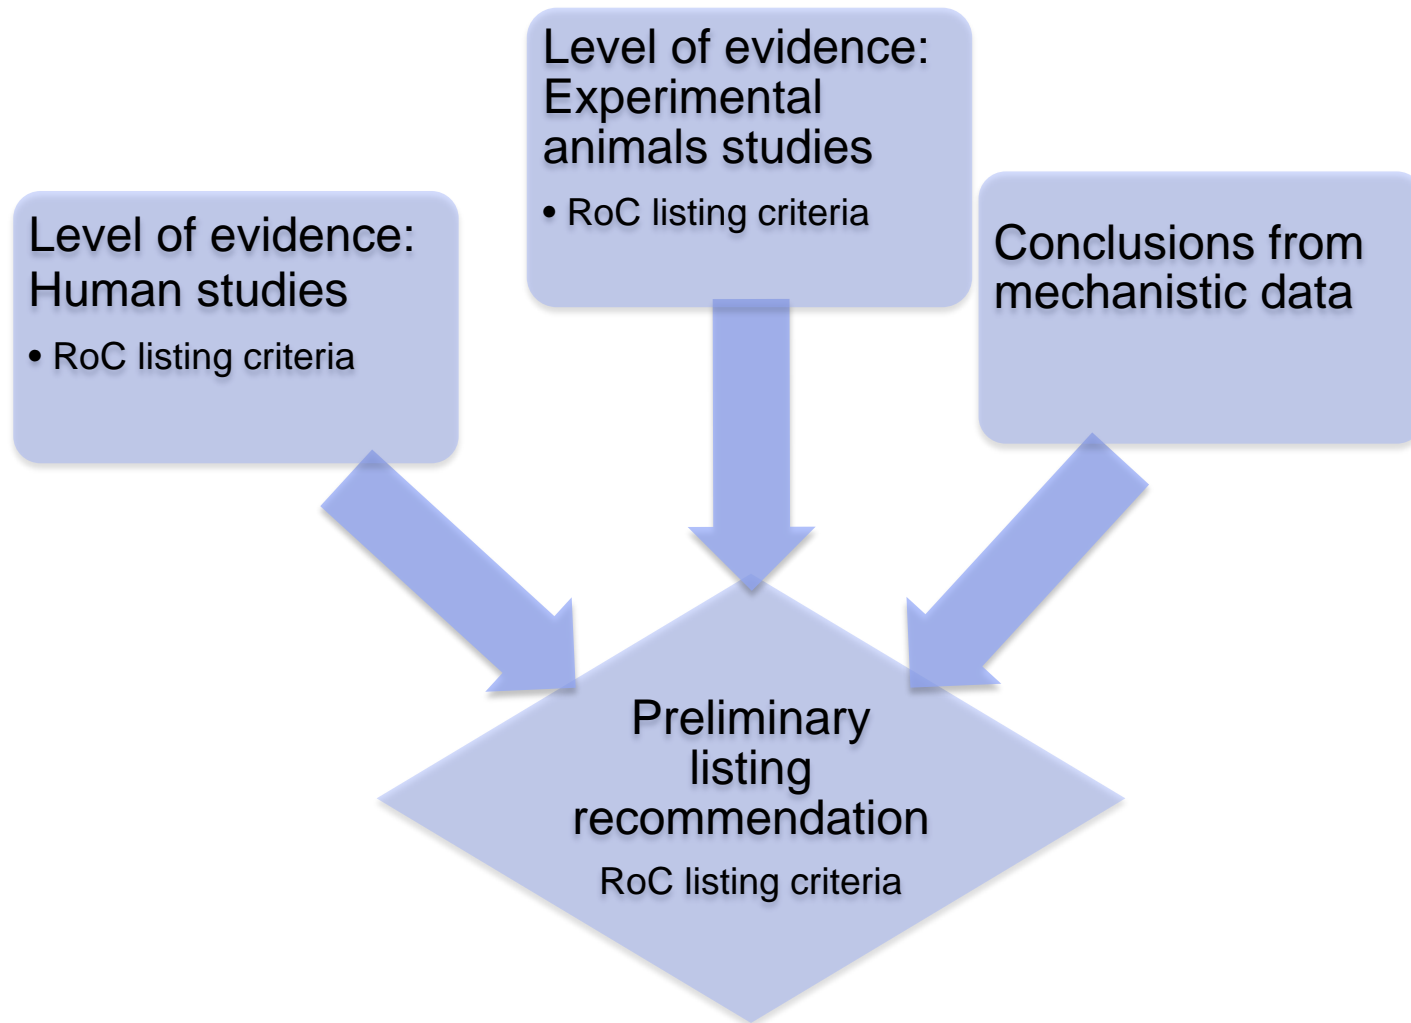 Level of evidence:
Human studies
• RoC listing criteria
Level of evidence:
Experimental
animals studies
• RoC listing criteria
Conclusions from
mechanistic data
Preliminary
listing
recommendation
RoC listing criteria